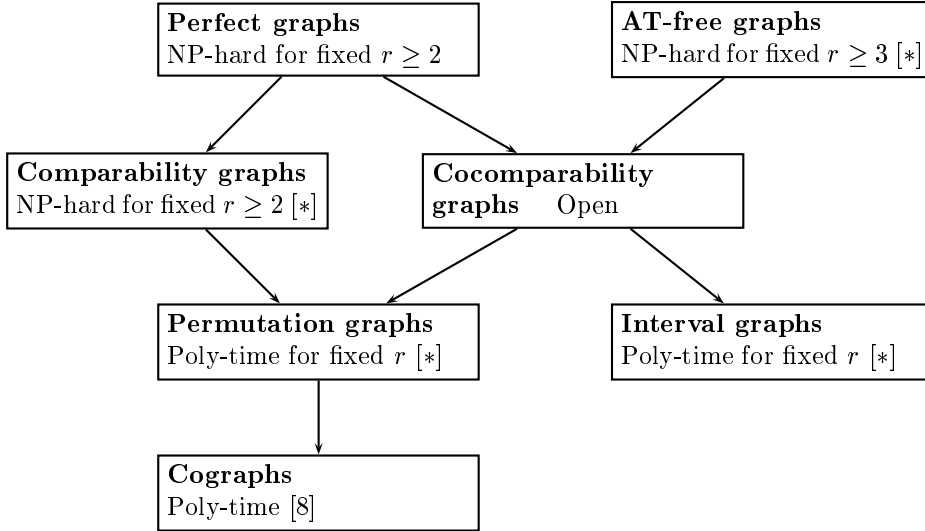 Perfect graphs
NP-hard for fixed r ≥ 2
AT-free graphs
NP-hard for fixed r ≥ 3 [∗]
Comparability graphs
NP-hard for fixed r ≥ 2 [∗]
Cocomparability
graphs Open
Permutation graphs
Poly-time for fixed r [∗]
Interval graphs
Poly-time for fixed r [∗]
Cographs
Poly-time [8]